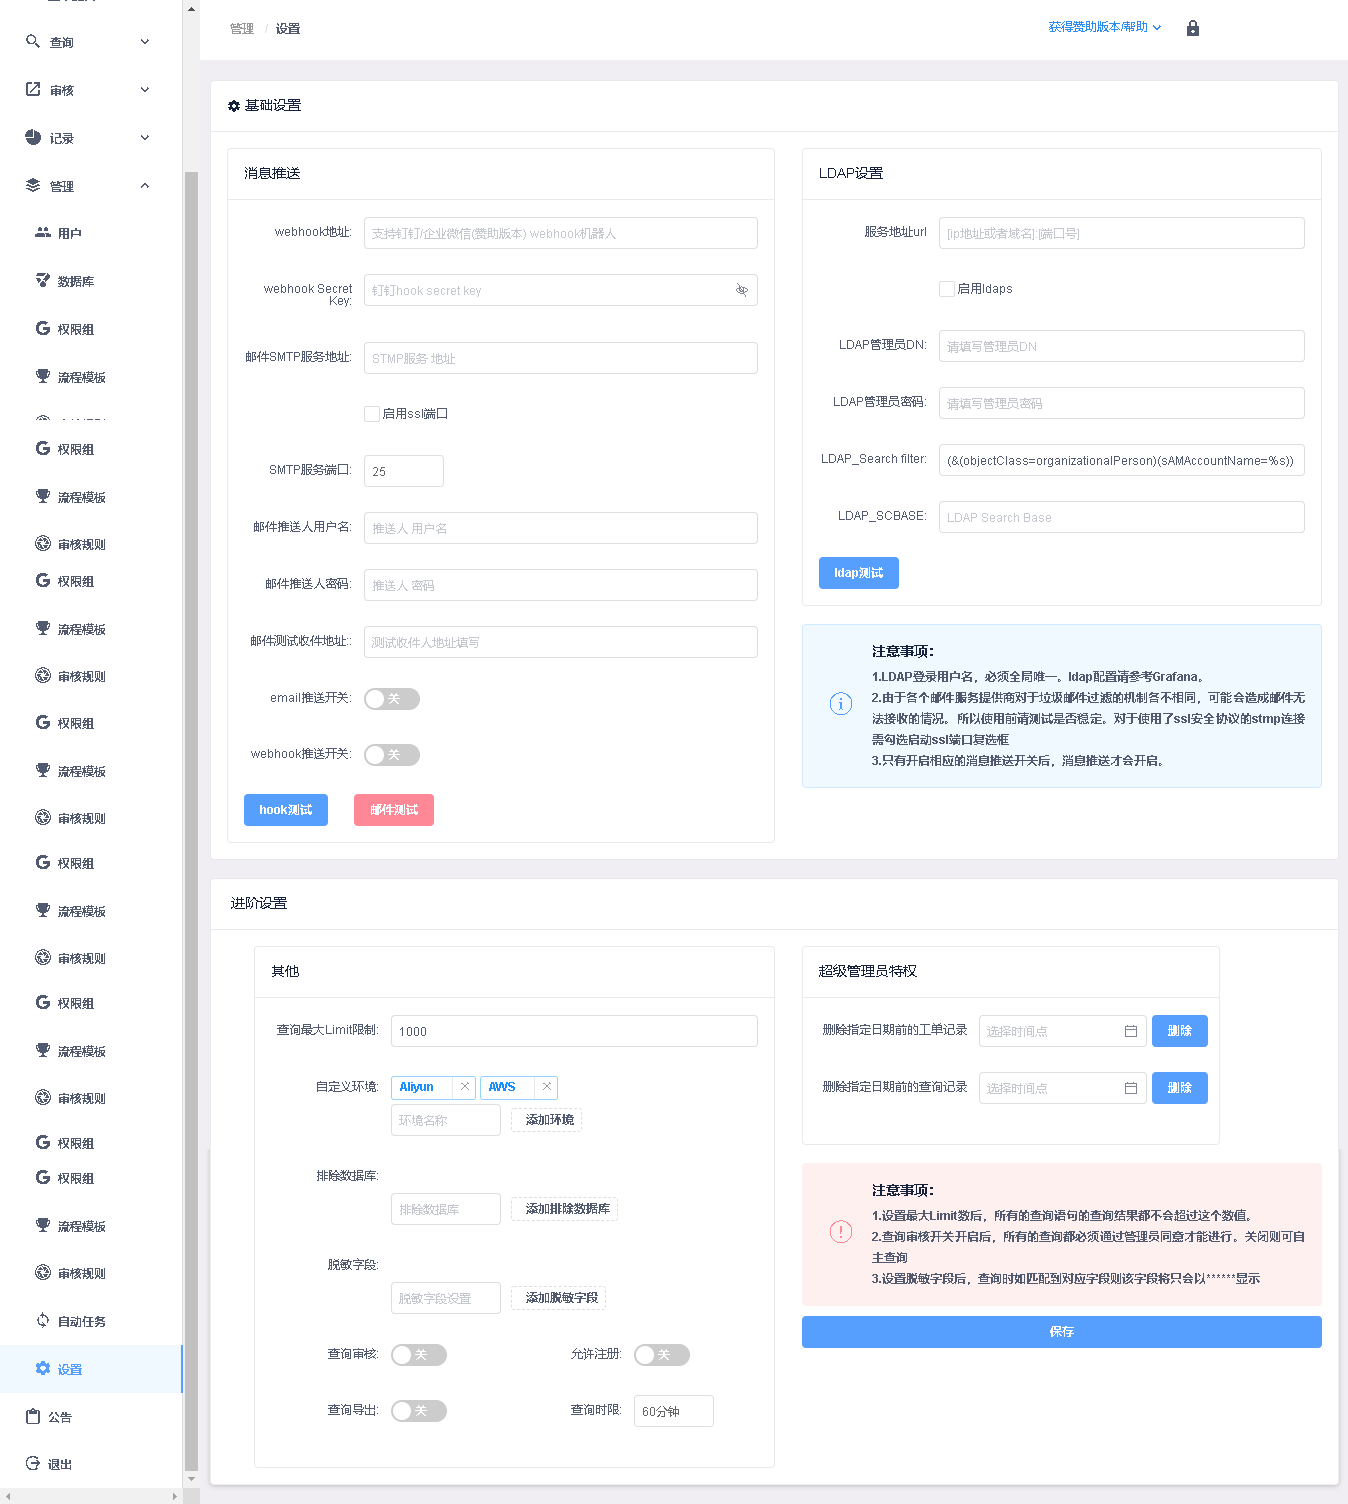 查询
审核
记录
管理
用户
数据库
权限组
流程模板
权限组
流程模板
审核规则
权限组
流程模板
审核规则
权限组
流程模板
审核规则
权限组
流程模板
审核规则
权限组
流程模板
审核规则
权限组
权限组
流程模板
审核规则
自动任务
设置
公告
退出
管理 / 设置
获得赞助版本/帮助
基础设置
消息推送
webhook地址: 支持钉钉/企业微信(赞助版本) webhook机器人
webhook Secret
Key: 钉钉hook secret key
邮件SMTP服务地址: STMP服务 地址
启用ssl端口
SMTP服务端口: 25
邮件推送人用户名: 推送人 用户名
邮件推送人密码: 推送人 密码
邮件测试收件地址:: 测试收件人地址填写
email推送开关: 关
webhook推送开关: 关
hook测试 邮件测试
LDAP设置
服务地址url [ip地址或者域名]:[端口号]
启用ldaps
LDAP管理员DN: 请填写管理员DN
LDAP管理员密码: 请填写管理员密码
LDAP_Search filter: (&(objectClass=organizationalPerson)(sAMAccountName=%s))
LDAP_SCBASE: LDAP Search Base
ldap测试
注意事项：
1.LDAP登录用户名，必须全局唯一。ldap配置请参考Grafana。
2.由于各个邮件服务提供商对于垃圾邮件过滤的机制各不相同，可能会造成邮件无
法接收的情况。所以使用前请测试是否稳定。对于使用了ssl安全协议的stmp连接
需勾选启动ssl端口复选框
3.只有开启相应的消息推送开关后，消息推送才会开启。
进阶设置
其他
查询最大Limit限制: 1000
自定义环境: Aliyun AWS
环境名称 添加环境
排除数据库:
排除数据库 添加排除数据库
脱敏字段:
脱敏字段设置 添加脱敏字段
查询审核: 关 允许注册: 关
查询导出: 关 查询时限: 60分钟
超级管理员特权
删除指定日期前的工单记录 选择时间点 删除
删除指定日期前的查询记录 选择时间点 删除
注意事项：
1.设置最大Limit数后，所有的查询语句的查询结果都不会超过这个数值。
2.查询审核开关开启后，所有的查询都必须通过管理员同意才能进行。关闭则可自
主查询
3.设置脱敏字段后，查询时如匹配到对应字段则该字段将只会以******显示
保存